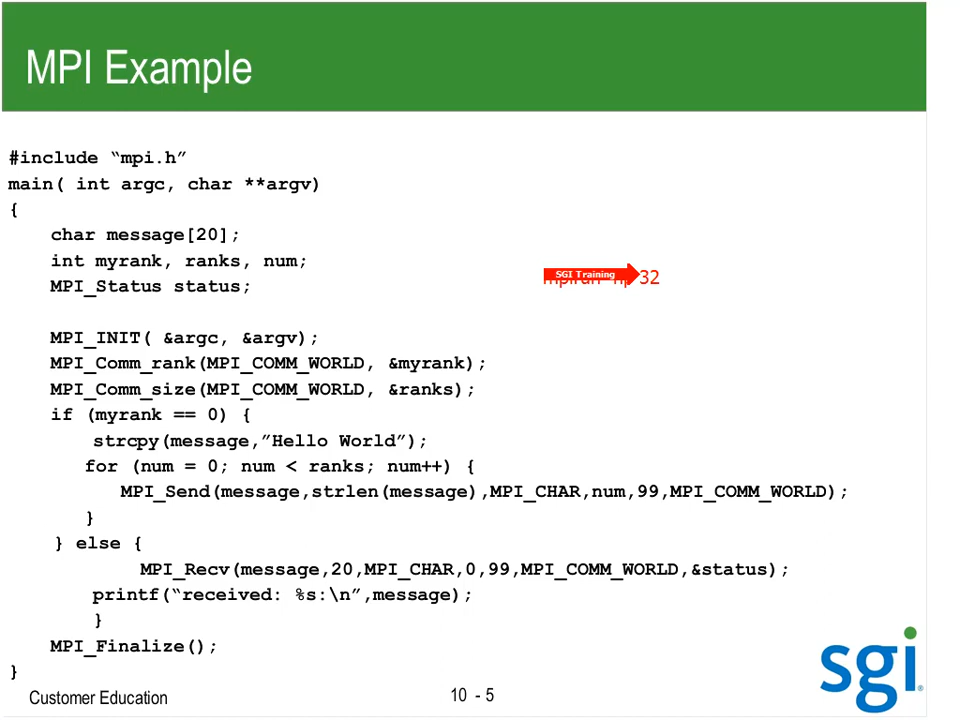 MPI Example
#include “mpi.h”
main( int argc, char **argv)
{
char message[20];
int myrank, ranks, num;
MPI_Status status;
SGI Training
32
MPI_INIT( &argc, &argv);
MPI_Comm_rank(MPI_COMM_WORLD, &myrank);
MPI_Comm_size(MPI_COMM_WORLD, &ranks);
if (myrank == 0) {
strcpy(message,”Hello World”);
for (num = 0; num < ranks; num++) {
MPI_Send(message,strlen(message),MPI_CHAR,num,99,MPI_COMM_WORLD);
}
} else {
MPI_Recv(message,20,MPI_CHAR,0,99,MPI_COMM_WORLD,&status);
printf(“received: %s:\n”,message);
}
MPI_Finalize();
}
sgi®
Customer Education
10 - 5